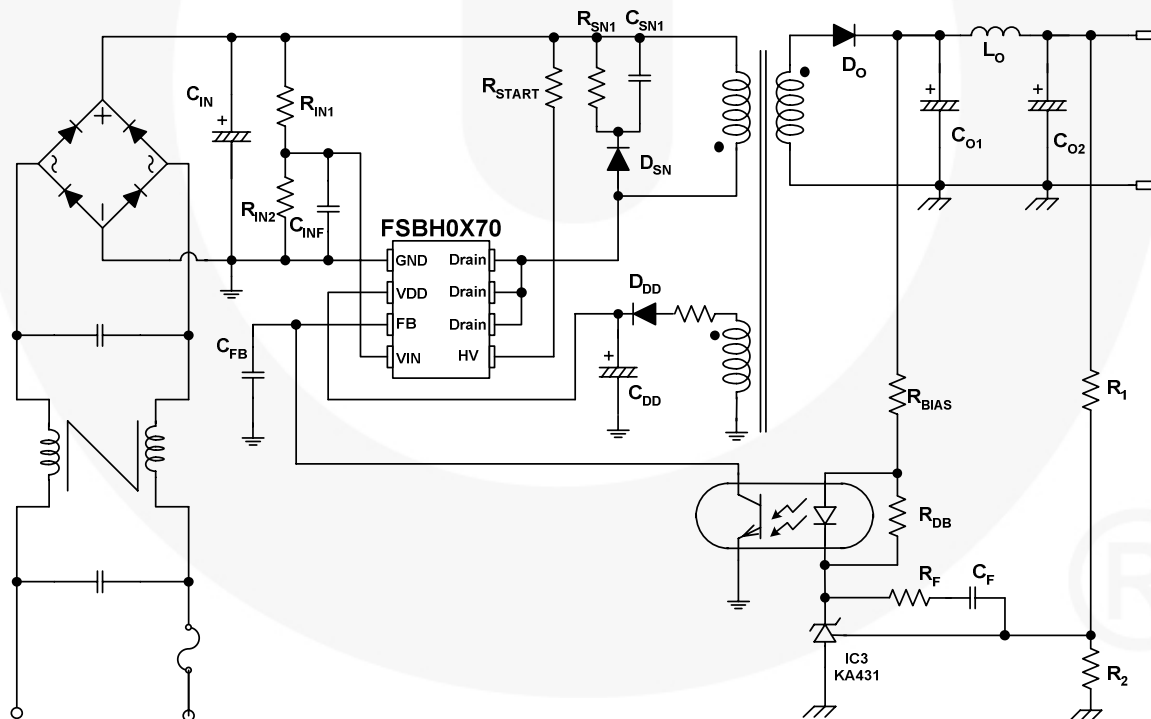 R_SN1 C_SN1
D_O
L_O
C_IN
+
R_IN1
R_START
+
C_O1
+
C_O2
+
~
~
−
D_SN
R_IN2
C_INF
FSBH0X70
GND Drain
VDD Drain
FB Drain
VIN HV
D_DD
C_FB
+
C_DD
R_BIAS
R_1
R_DB
R_F C_F
IC3
KA431
R_2
®